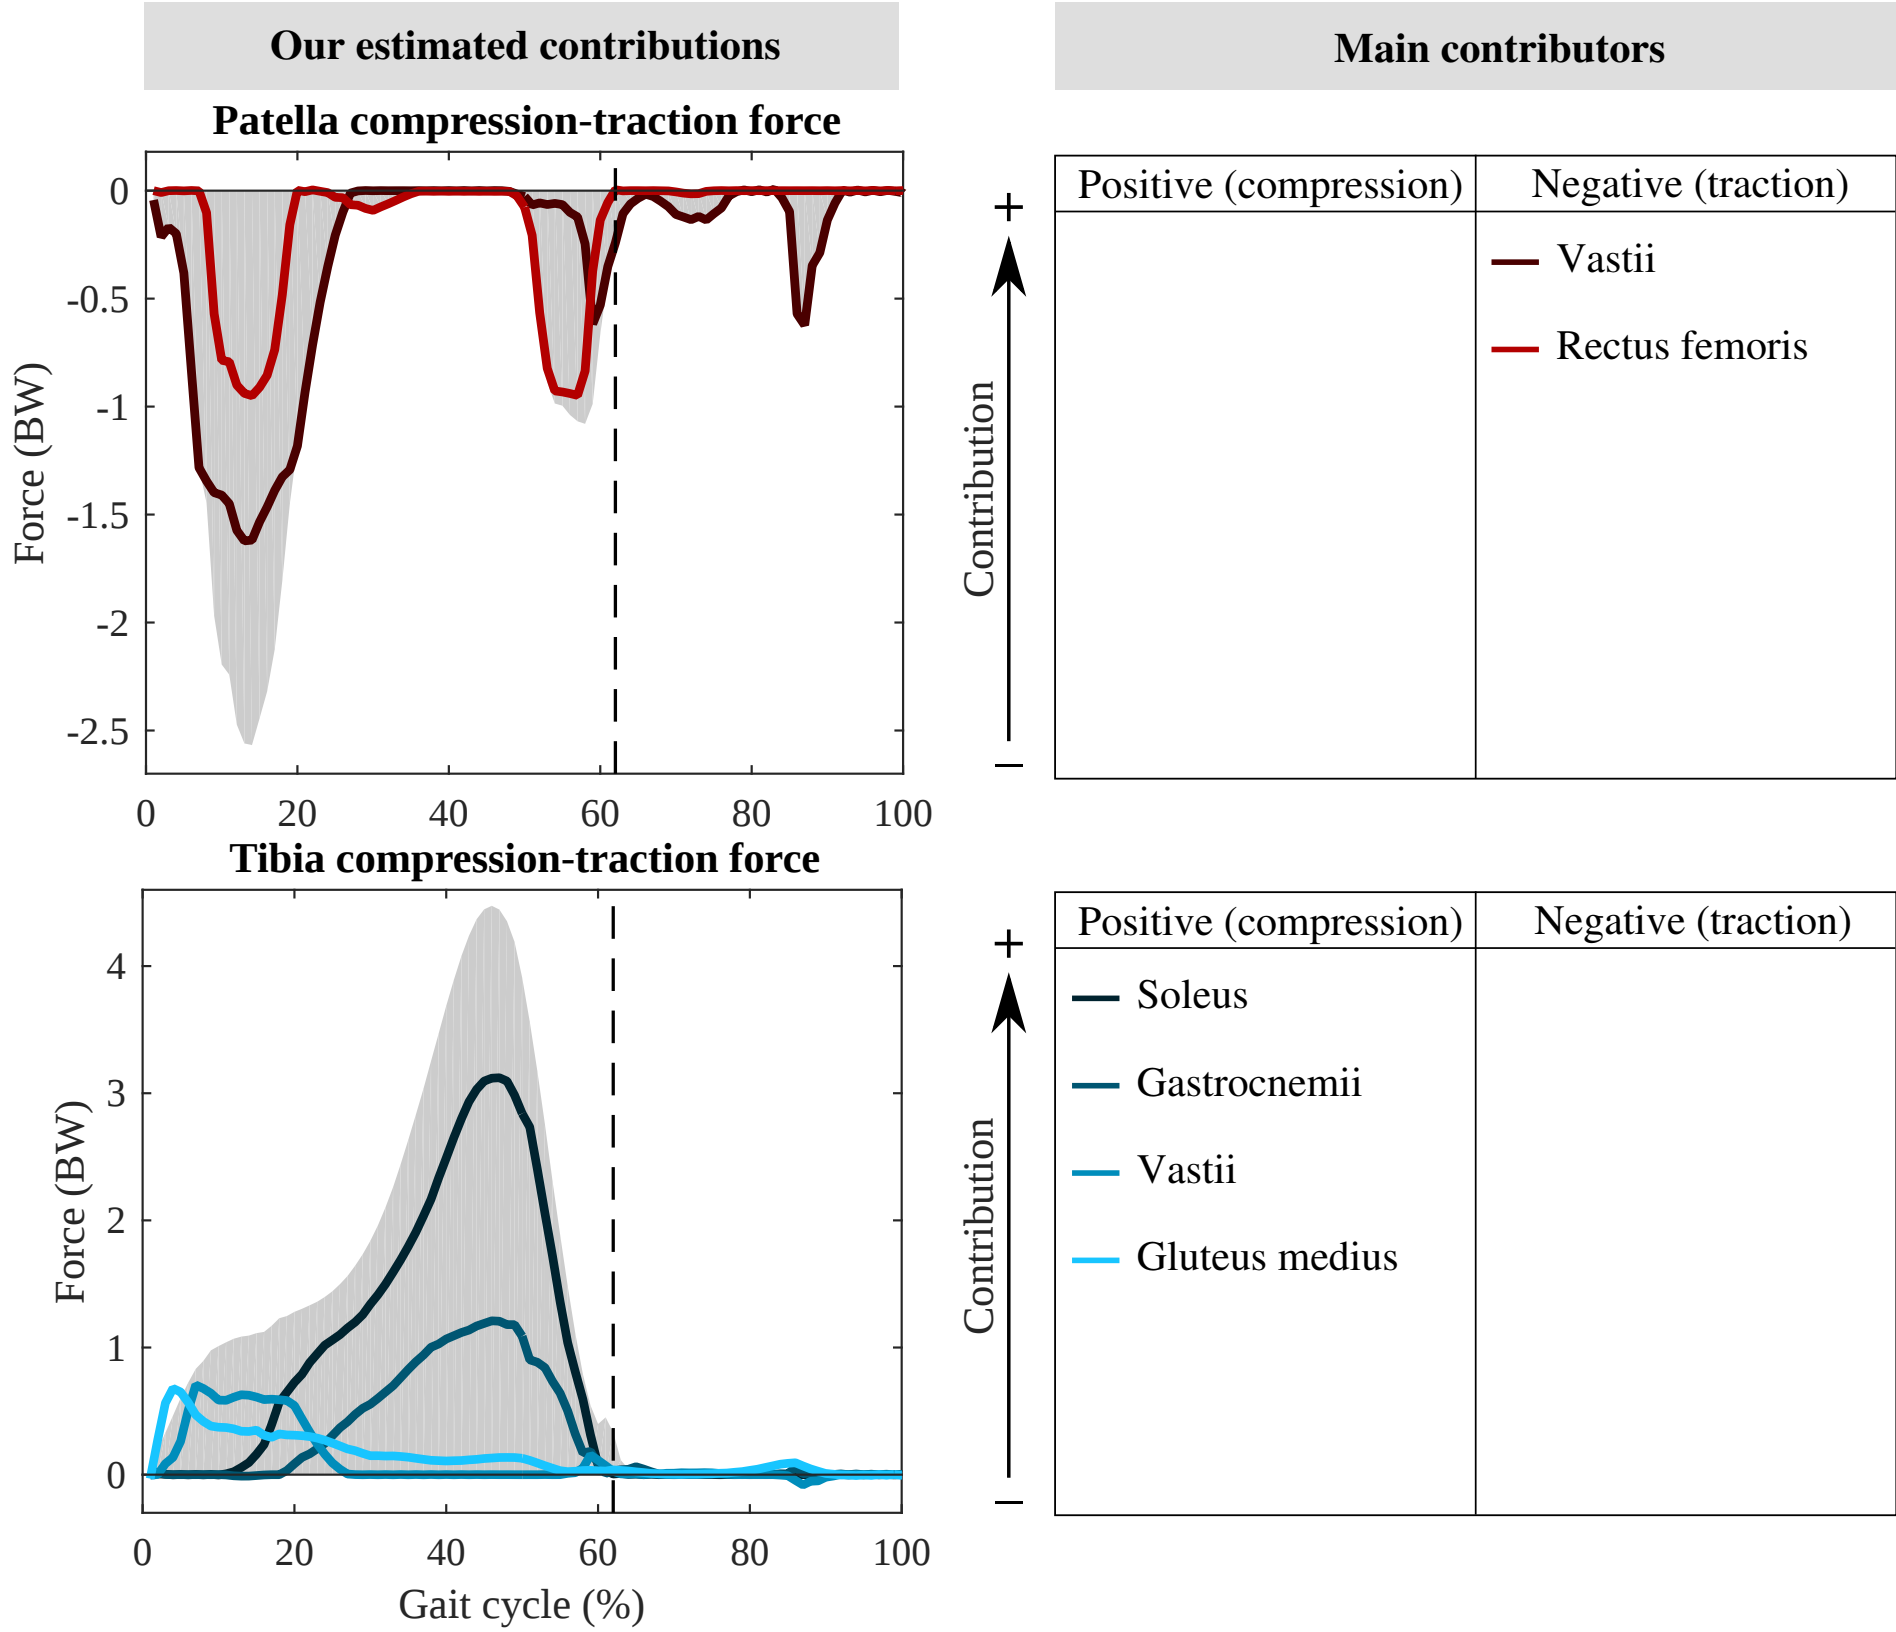 Our estimated contributions
Main contributors
Patella compression-traction force
0
-0.5
-1
-1.5
-2
-2.5
Force (BW)
0 20 40 60 80 100
+
Contribution
–
Positive (compression) Negative (traction)
Vastii
Rectus femoris
Tibia compression-traction force
4
3
2
1
0
Force (BW)
0 20 40 60 80 100
Gait cycle (%)
+
Contribution
–
Positive (compression) Negative (traction)
Soleus
Gastrocnemii
Vastii
Gluteus medius